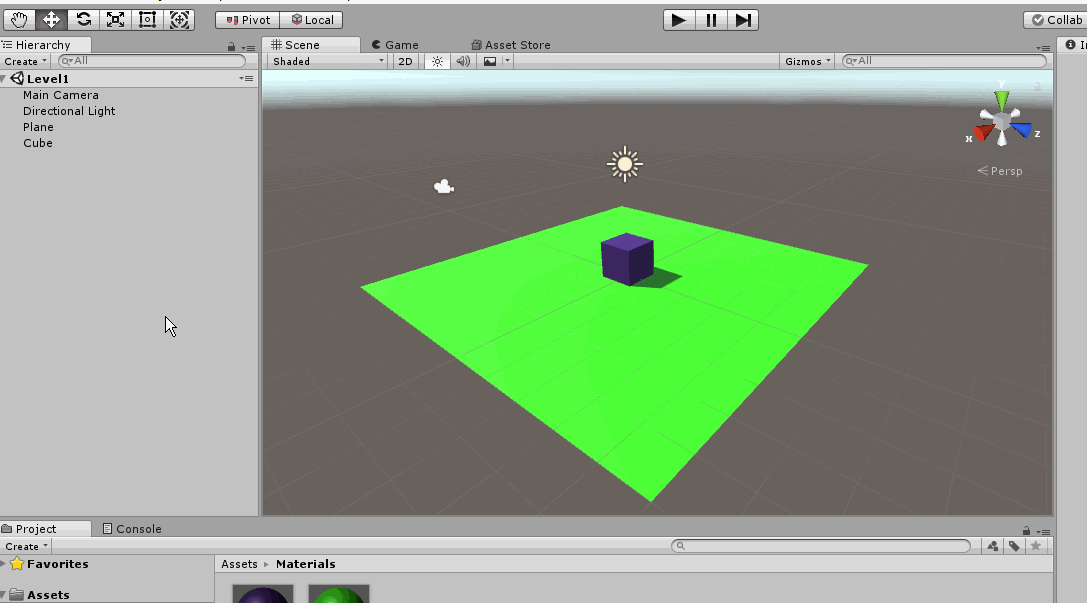 Pivot Local Collab
Hierarchy Scene Game Asset Store
Create All Shaded 2D Gizmos All
Level1
Main Camera
Directional Light
Plane
Cube
y
x z
Persp
Project Console
Create
Favorites Assets Materials
Assets